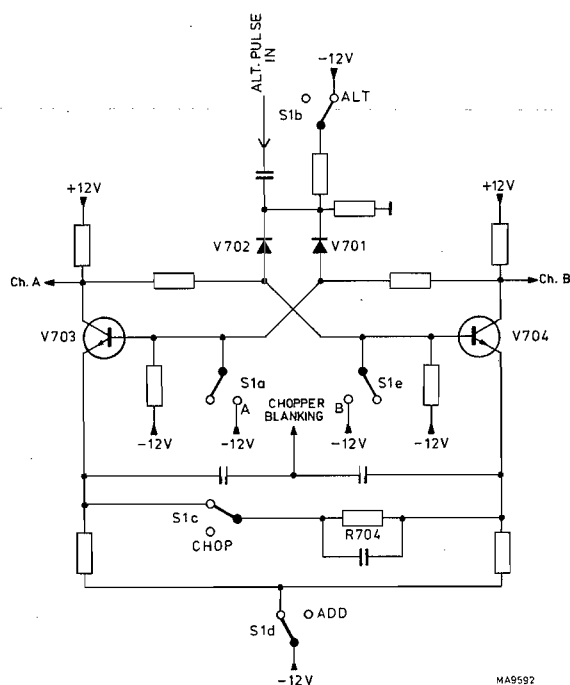 ALT. PULSE
IN
-12V
S1b
ALT
+12V
+12V
V702
V701
Ch. A
Ch. B
V703
V704
S1a
S1e
A
CHOPPER
BLANKING
B
-12V
-12V
-12V
-12V
S1c
R704
CHOP
S1d
ADD
-12V
MA9592